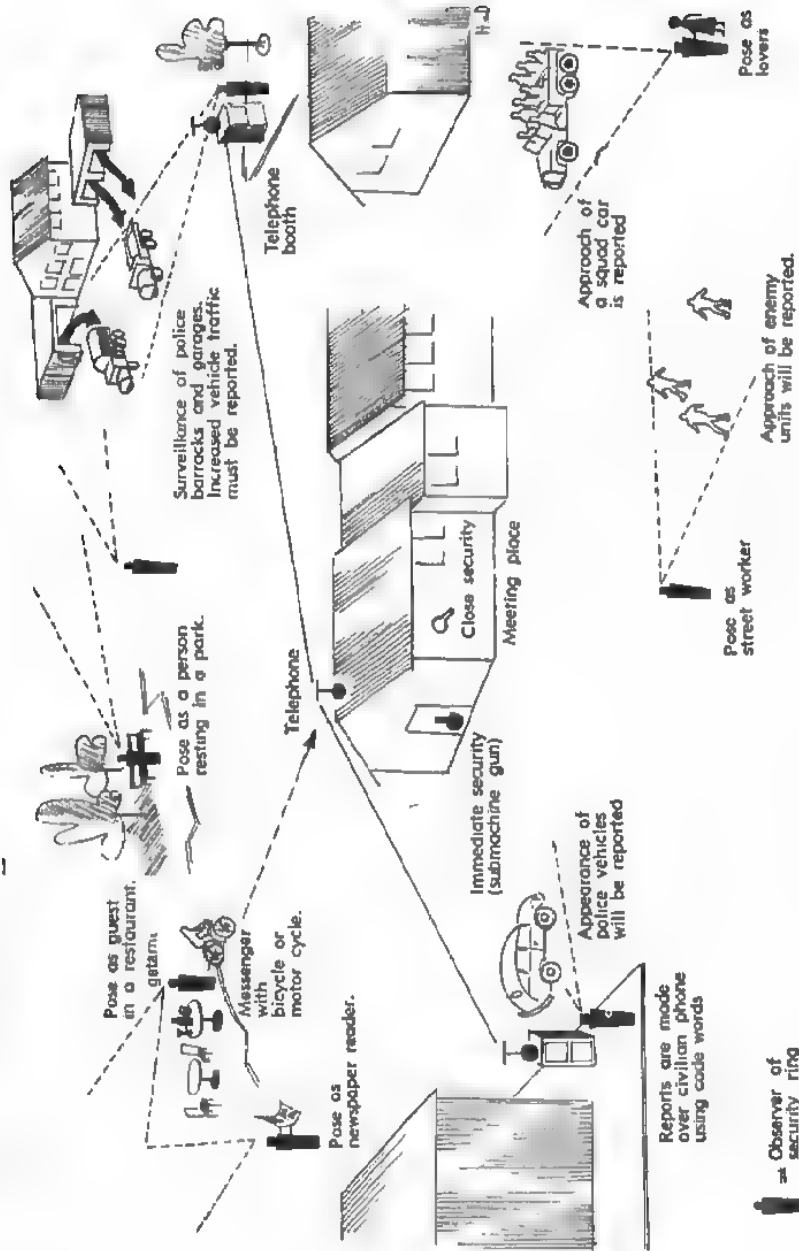 Pose as guest
in a restaurant.
Pose as a person
resting in a park.
Surveillance of police
barracks and garages.
Increased vehicle traffic
must be reported.
Messenger
with
bicycle or
motor cycle.
Pose as
newspaper reader.
Telephone
Telephone
booth
Close security
Meeting place
Immediate security
(submachine gun)
Appearance of
police vehicles
will be reported
Approach of
a squad car
is reported
Reports are made
over civilian phone
using code words
Pose as
street worker
Approach of enemy
units will be reported.
Pose as
lovers
= Observer of
security ring